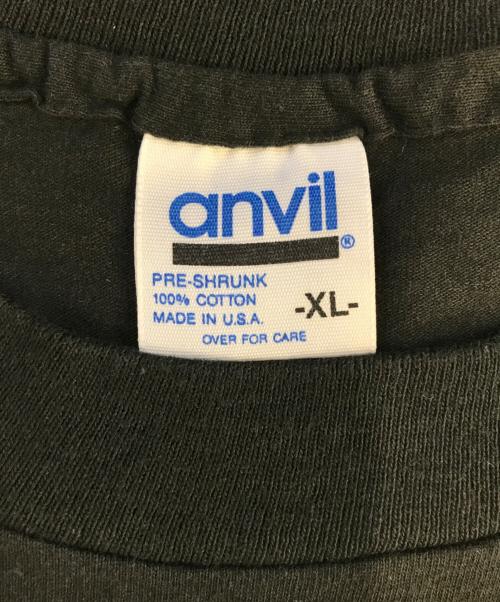 anvil®
PRE-SHRUNK
100% COTTON
MADE IN U.S.A.
-XL-
OVER FOR CARE